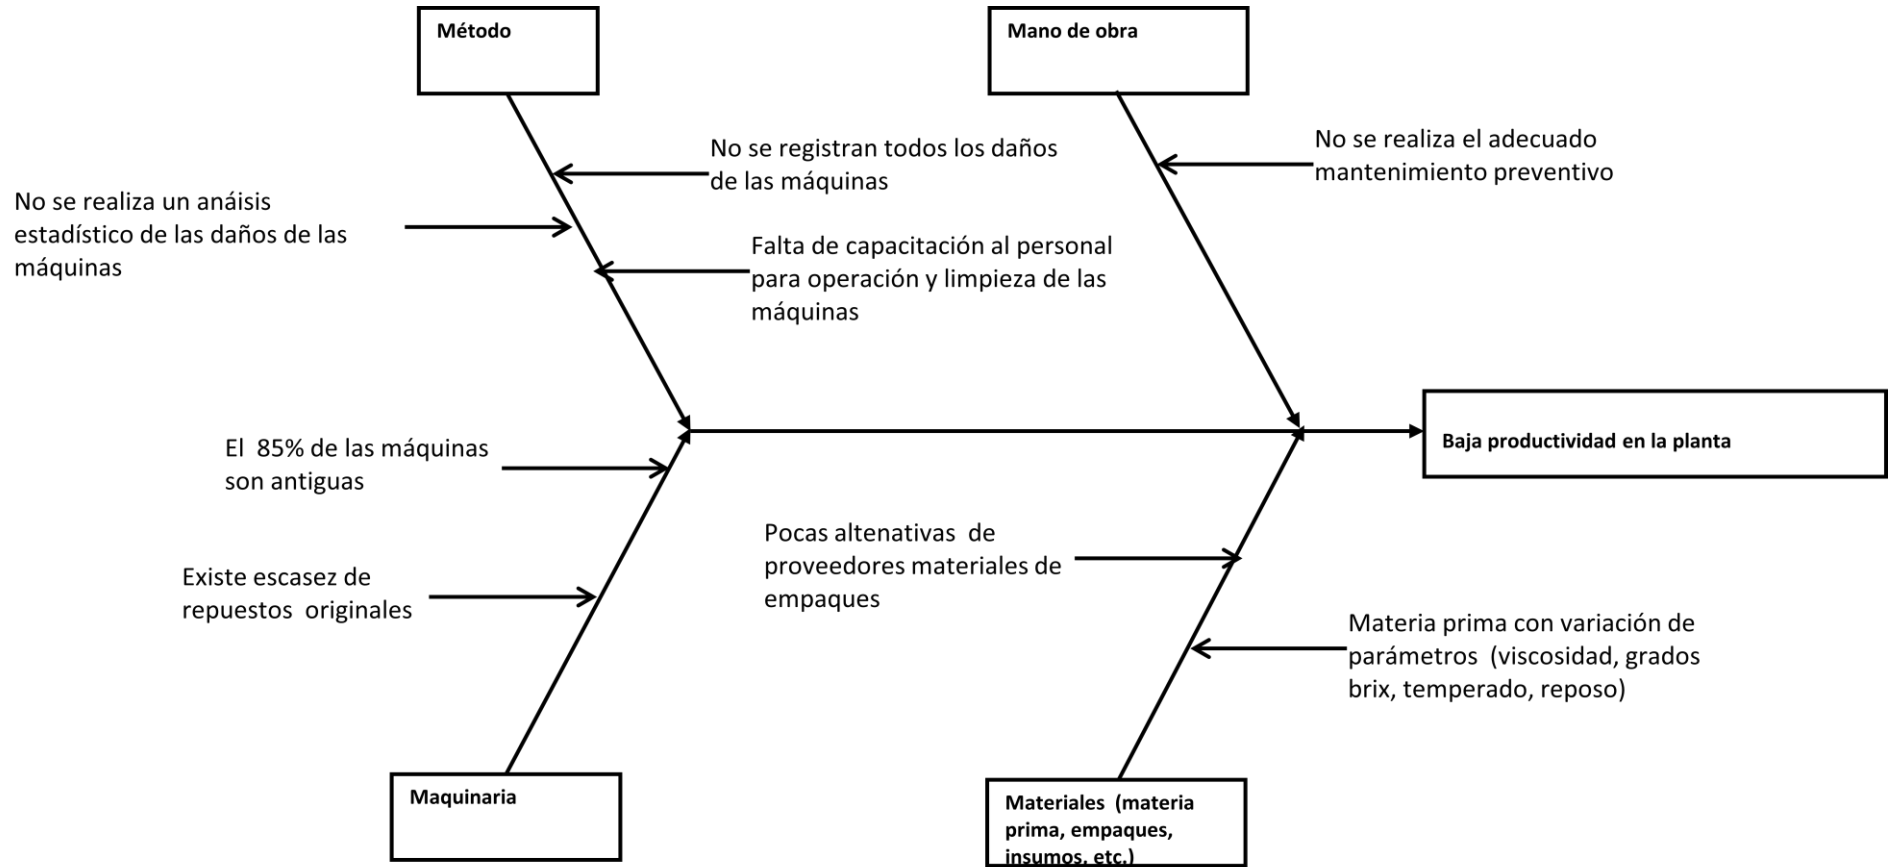 Método
Mano de obra
No se registran todos los daños
de las máquinas
No se realiza el adecuado
mantenimiento preventivo
No se realiza un anáisis
estadístico de las daños de las
máquinas
Falta de capacitación al personal
para operación y limpieza de las
máquinas
El  85% de las máquinas
son antiguas
Baja productividad en la planta
Pocas altenativas  de
proveedores materiales de
empaques
Existe escasez de
repuestos  originales
Materia prima con variación de
parámetros  (viscosidad, grados
brix, temperado, reposo)
Maquinaria
Materiales  (materia
prima, empaques,
insumos, etc.)